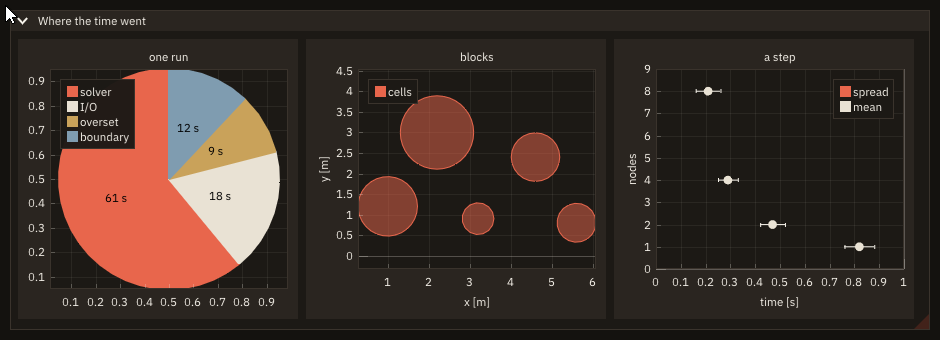 Where the time went
one run
solver
I/O
overset
boundary
12 s
9 s
18 s
61 s
0.9
0.8
0.7
0.6
0.5
0.4
0.3
0.2
0.1
0.1 0.2 0.3 0.4 0.5 0.6 0.7 0.8 0.9
blocks
cells
y [m]
4.5
4
3.5
3
2.5
2
1.5
1
0.5
0
1 2 3 4 5 6
x [m]
a step
spread
mean
nodes
9
8
7
6
5
4
3
2
1
0
0 0.1 0.2 0.3 0.4 0.5 0.6 0.7 0.8 0.9 1
time [s]